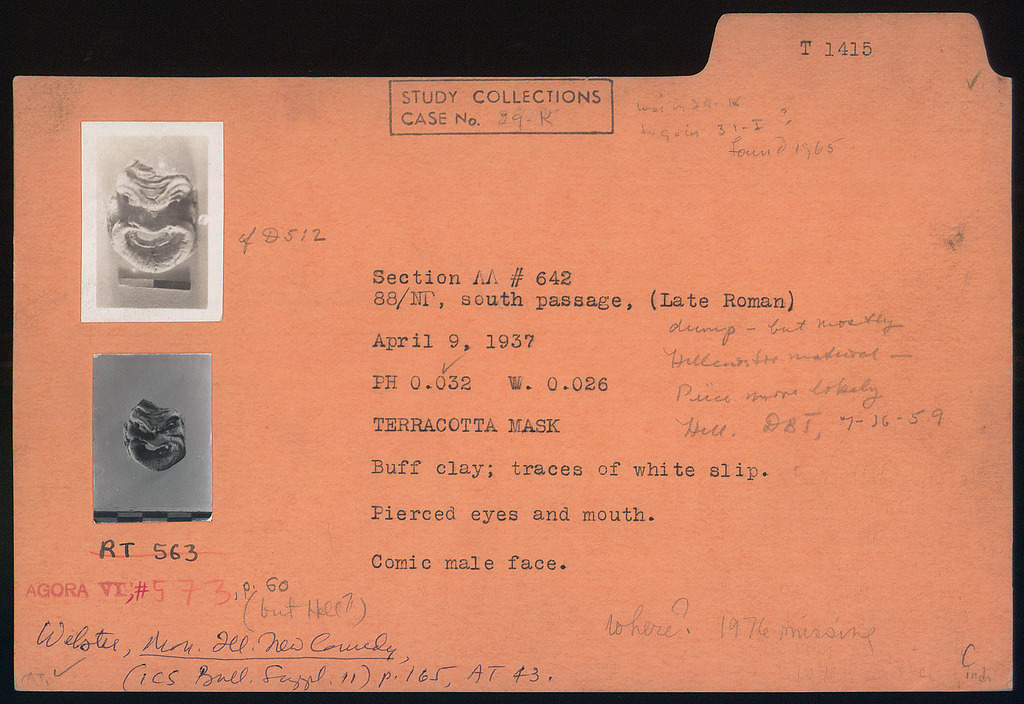 T 1415
STUDY COLLECTIONS
CASE No. 29-K
was in 29-K
31-I ?
found 1965
cf D512
Section ΛΛ # 642
88/ΝΓ, south passage, (Late Roman)
dump - but mostly
material -
Piece more likely
Hell. DBT, 7-16-59
April 9, 1937
PH 0.032 W. 0.026
TERRACOTTA MASK
Buff clay; traces of white slip.
Pierced eyes and mouth.
Comic male face.
RT 563
AGORA VI, # 573, p. 60
(but Hell?)
Where? 1976 missing
Webster, Mon. Ill. New Comedy,
(ICS Bull. Suppl. 11) p. 165, AT 43.
C